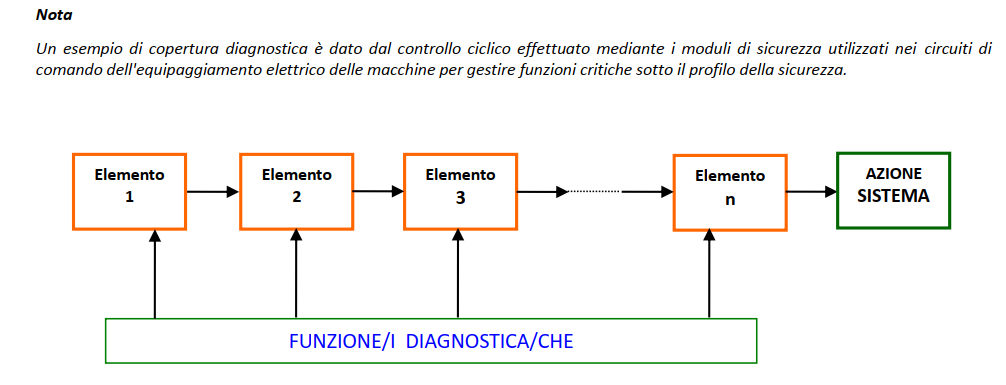 Nota
Un esempio di copertura diagnostica è dato dal controllo ciclico effettuato mediante i moduli di sicurezza utilizzati nei circuiti di
comando dell'equipaggiamento elettrico delle macchine per gestire funzioni critiche sotto il profilo della sicurezza.
Elemento
1
Elemento
2
Elemento
3
Elemento
n
AZIONE
SISTEMA
FUNZIONE/I DIAGNOSTICA/CHE